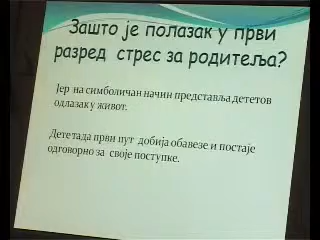 Зашто је полазак у први
разред стрес за родитеља?
Јер на симболичан начин представља дететов
одлазак у живот.
Дете тада први пут добија обавезе и постаје
одговорно за своје поступке.